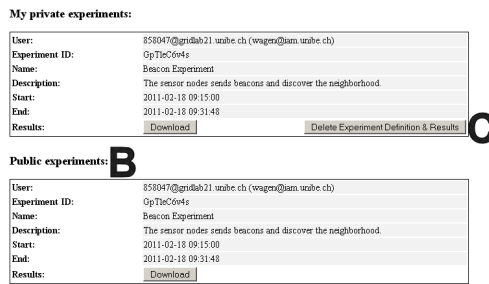 My private experiments:
User: 858047@gridlab21.unibe.ch (wagen@iam.unibe.ch)
Experiment ID: GpTleC6v4s
Name: Beacon Experiment
Description: The sensor nodes sends beacons and discover the neighborhood.
Start: 2011-02-18 09:15:00
End: 2011-02-18 09:31:48
Results: Download Delete Experiment Definition & Results C
Public experiments: B
User: 858047@gridlab21.unibe.ch (wagen@iam.unibe.ch)
Experiment ID: GpTleC6v4s
Name: Beacon Experiment
Description: The sensor nodes sends beacons and discover the neighborhood.
Start: 2011-02-18 09:15:00
End: 2011-02-18 09:31:48
Results: Download